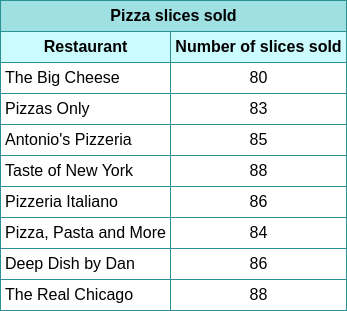 Pizza slices sold
Restaurant Number of slices sold
The Big Cheese 80
Pizzas Only 83
Antonio's Pizzeria 85
Taste of New York 88
Pizzeria Italiano 86
Pizza, Pasta and More 84
Deep Dish by Dan 86
The Real Chicago 88